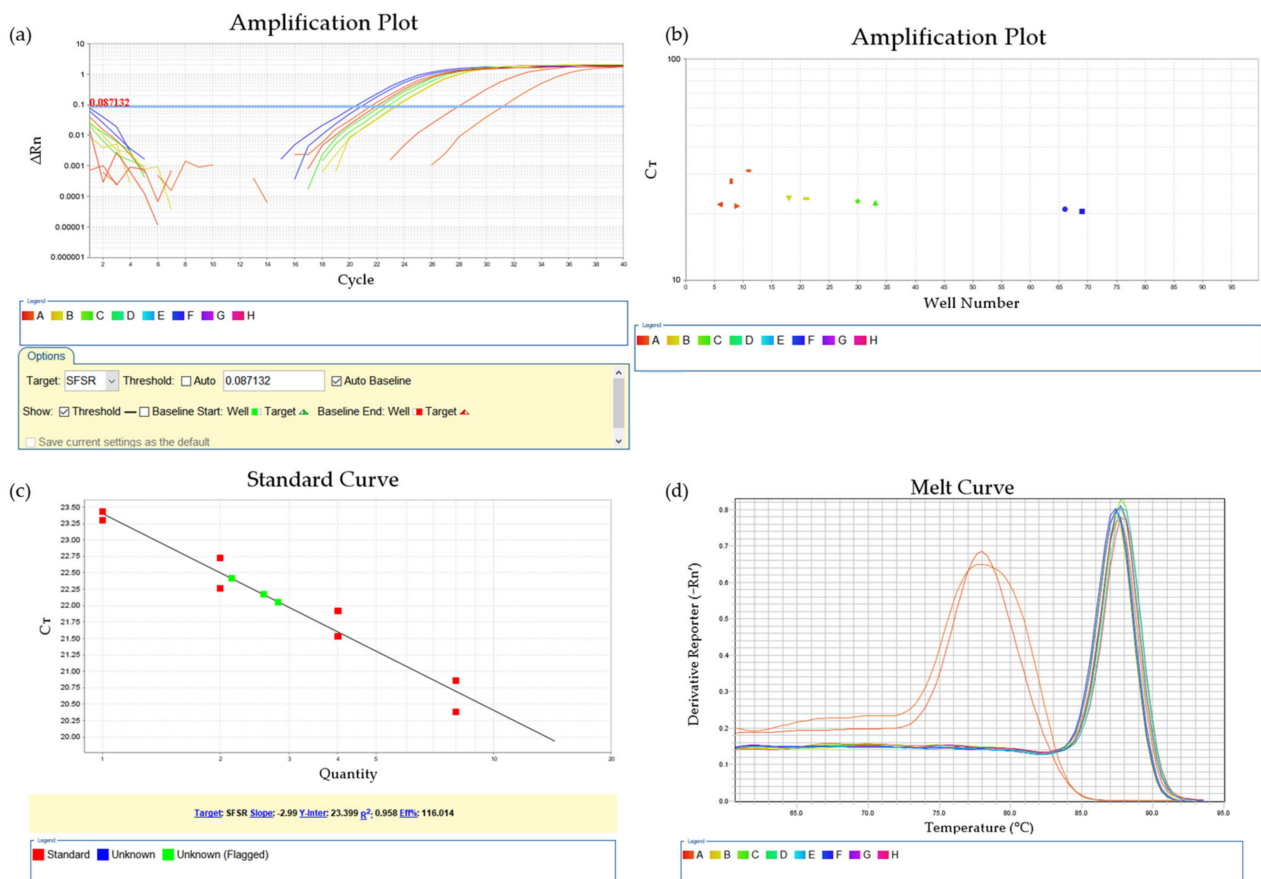 (a)
Amplification Plot
10
1
0.1
0.087132
0.01
0.001
0.0001
0.00001
0.000001
ΔRn
2 4 6 8 10 12 14 16 18 20 22 24 26 28 30 32 34 36 38 40
Cycle
Legend
A B C D E F G H
Options
Target: SFSR Threshold: Auto 0.087132 Auto Baseline
Show: Threshold Baseline Start: Well Target Baseline End: Well Target
Save current settings as the default
(b)
Amplification Plot
100
10
Cт
0 5 10 15 20 25 30 35 40 45 50 55 60 65 70 75 80 85 90 95
Well Number
Legend
A B C D E F G H
(c)
Standard Curve
23.50
23.25
23.00
22.75
22.50
22.25
22.00
21.75
21.50
21.25
21.00
20.75
20.50
20.25
20.00
Cт
1 2 3 4 5 10 20
Quantity
Target: SFSR Slope: -2.99 Y-Inter: 23.399 R²: 0.958 Eff%: 116.014
Legend
Standard Unknown Unknown (Flagged)
(d)
Melt Curve
0.8
0.7
0.6
0.5
0.4
0.3
0.2
0.1
0.0
Derivative Reporter (−Rn′)
65.0 70.0 75.0 80.0 85.0 90.0 95.0
Temperature (°C)
Legend
A B C D E F G H